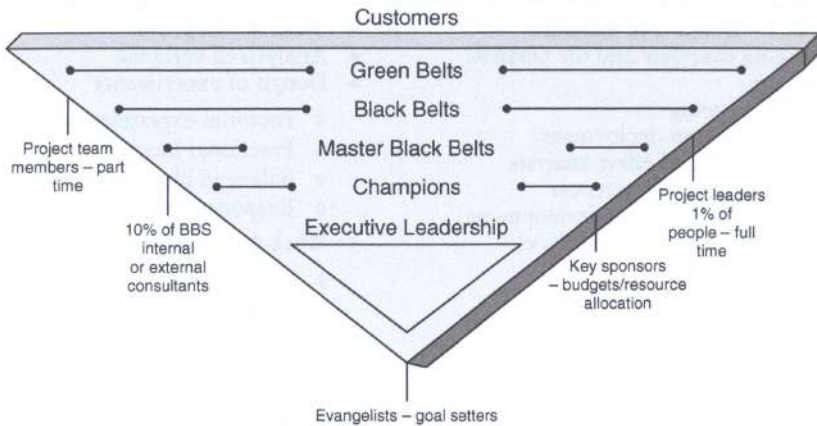 Customers
Green Belts
Black Belts
Master Black Belts
Champions
Executive Leadership
Project team
members – part
time
10% of BBS
internal
or external
consultants
Key sponsors
– budgets/resource
allocation
Project leaders
1% of
people – full
time
Evangelists – goal setters